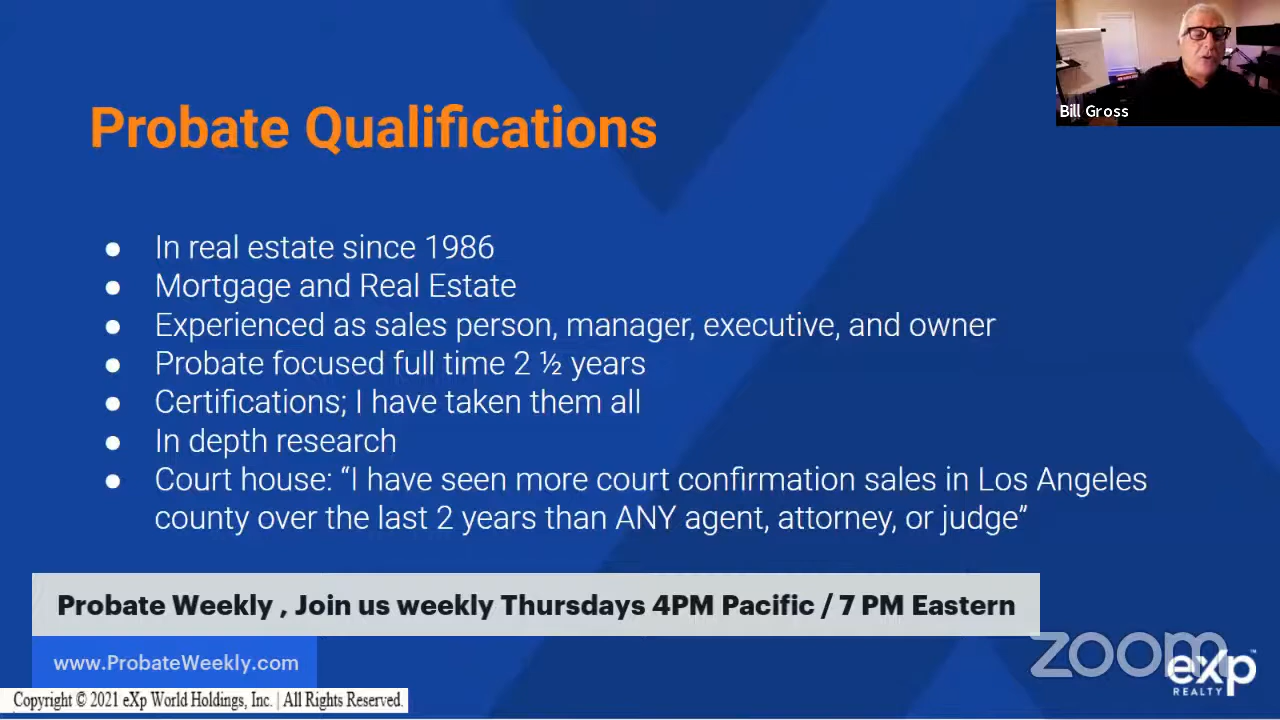 Bill Gross
Probate Qualifications
● In real estate since 1986
● Mortgage and Real Estate
● Experienced as sales person, manager, executive, and owner
● Probate focused full time 2 ½ years
● Certifications; I have taken them all
● In depth research
● Court house: “I have seen more court confirmation sales in Los Angeles
county over the last 2 years than ANY agent, attorney, or judge”
Probate Weekly , Join us weekly Thursdays 4PM Pacific / 7 PM Eastern
www.ProbateWeekly.com
zoom
eXp
REALTY
Copyright © 2021 eXp World Holdings, Inc. | All Rights Reserved.